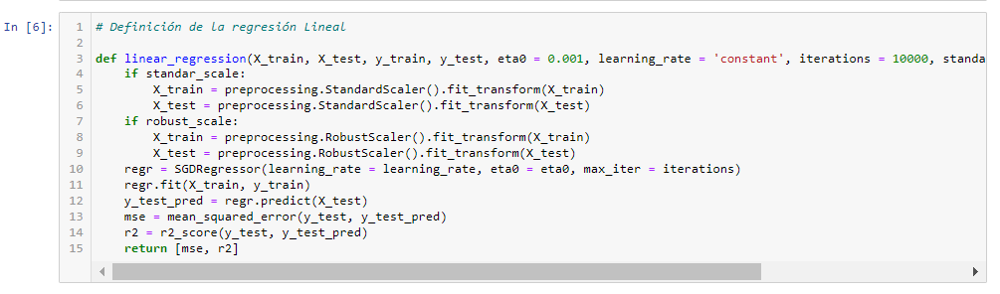 In [6]:
1 # Definición de la regresión Lineal
2
3 def linear_regression(X_train, X_test, y_train, y_test, eta0 = 0.001, learning_rate = 'constant', iterations = 10000, standa
4 if standar_scale:
5 X_train = preprocessing.StandardScaler().fit_transform(X_train)
6 X_test = preprocessing.StandardScaler().fit_transform(X_test)
7 if robust_scale:
8 X_train = preprocessing.RobustScaler().fit_transform(X_train)
9 X_test = preprocessing.RobustScaler().fit_transform(X_test)
10 regr = SGDRegressor(learning_rate = learning_rate, eta0 = eta0, max_iter = iterations)
11 regr.fit(X_train, y_train)
12 y_test_pred = regr.predict(X_test)
13 mse = mean_squared_error(y_test, y_test_pred)
14 r2 = r2_score(y_test, y_test_pred)
15 return [mse, r2]